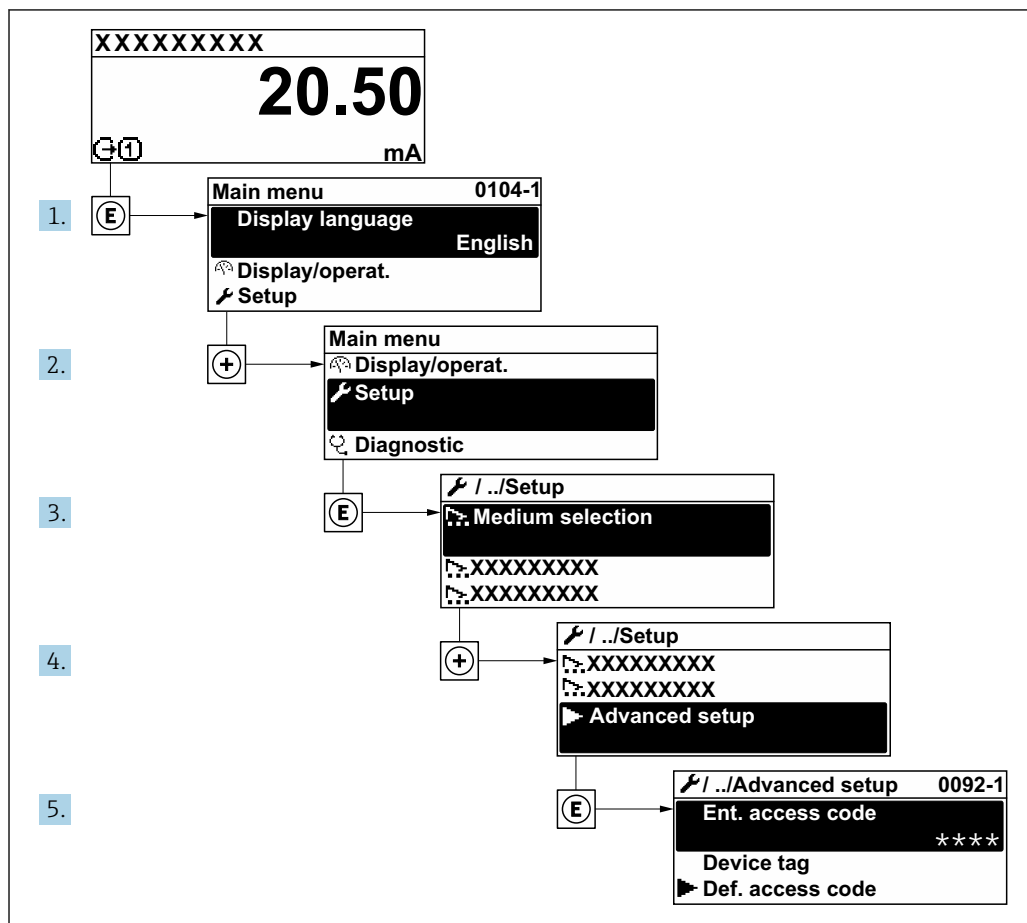 XXXXXXXXX
20.50
1
mA
1.
E
Main menu 0104-1
Display language
English
Display/operat.
Setup
2.
+
Main menu
Display/operat.
Setup
Diagnostic
3.
E
/ ../Setup
Medium selection
XXXXXXXXX
XXXXXXXXX
4.
+
/ ../Setup
XXXXXXXXX
XXXXXXXXX
Advanced setup
5.
E
/ ../Advanced setup 0092-1
Ent. access code
****
Device tag
Def. access code